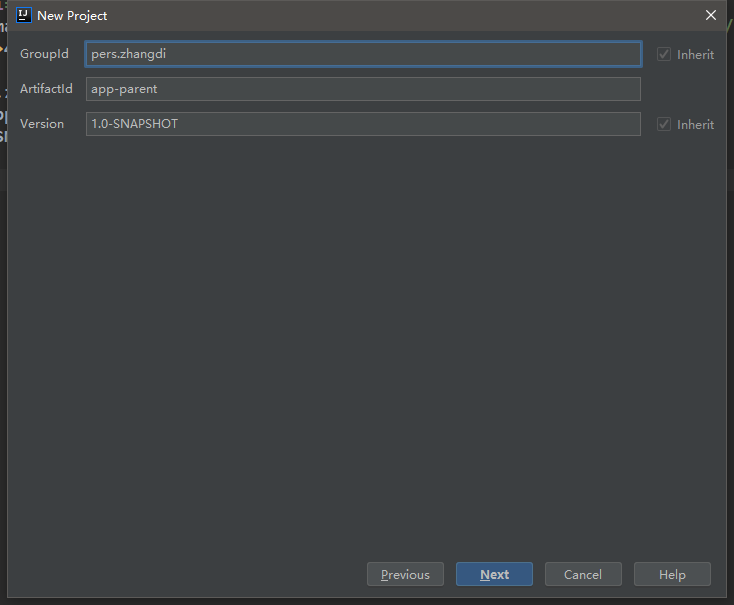 New Project
GroupId pers.zhangdi Inherit
ArtifactId app-parent
Version 1.0-SNAPSHOT Inherit
Previous Next Cancel Help